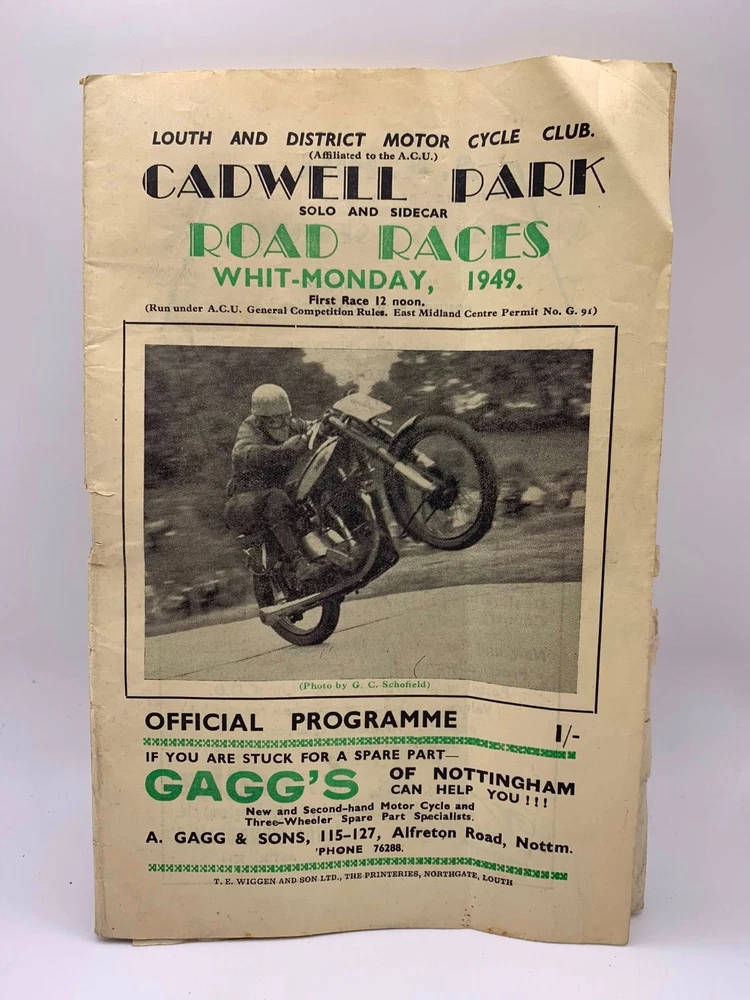 LOUTH AND DISTRICT MOTOR CYCLE CLUB.
(Affiliated to the A.C.U.)
CADWELL PARK
SOLO AND SIDECAR
ROAD RACES
WHIT-MONDAY, 1949.
First Race 12 noon.
(Run under A.C.U. General Competition Rules. East Midland Centre Permit No. G. 91)
(Photo by G. C. Schofield)
OFFICIAL PROGRAMME 1/-
IF YOU ARE STUCK FOR A SPARE PART—
GAGG'S OF NOTTINGHAM
CAN HELP YOU!!!
New and Second-hand Motor Cycle and
Three-Wheeler Spare Part Specialists.
A. GAGG & SONS, 115-127, Alfreton Road, Nottm.
'PHONE 76288.
T. E. WIGGEN AND SON LTD., THE PRINTERIES, NORTHGATE, LOUTH